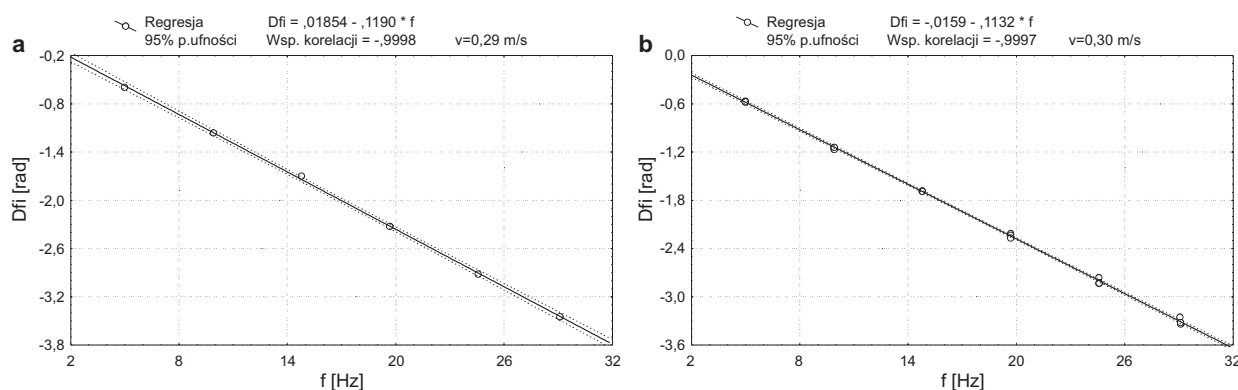 a
Regresja Dfi = ,01854 - ,1190 * f
95% p.ufności Wsp. korelacji = -,9998 v=0,29 m/s
-0,2
-0,8
-1,4
-2,0
-2,6
-3,2
-3,8
Dfi [rad]
2 8 14 20 26 32
f [Hz]
b
Regresja Dfi = -,0159 - ,1132 * f
95% p.ufności Wsp. korelacji = -,9997 v=0,30 m/s
0,0
-0,6
-1,2
-1,8
-2,4
-3,0
-3,6
Dfi [rad]
2 8 14 20 26 32
f [Hz]